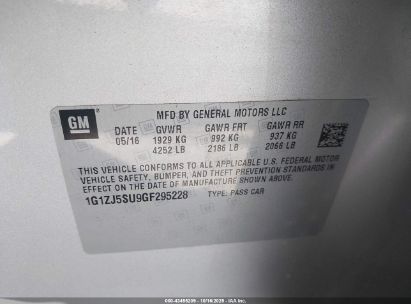 GM
MFD BY GENERAL MOTORS LLC
DATE GVWR GAWR FRT GAWR RR
05/16 1929 KG 992 KG 937 KG
4252 LB 2186 LB 2066 LB
THIS VEHICLE CONFORMS TO ALL APPLICABLE U.S. FEDERAL MOTOR
VEHICLE SAFETY, BUMPER, AND THEFT PREVENTION STANDARDS IN
EFFECT ON THE DATE OF MANUFACTURE SHOWN ABOVE.
1G1ZJ5SU9GF295228 TYPE: PASS CAR